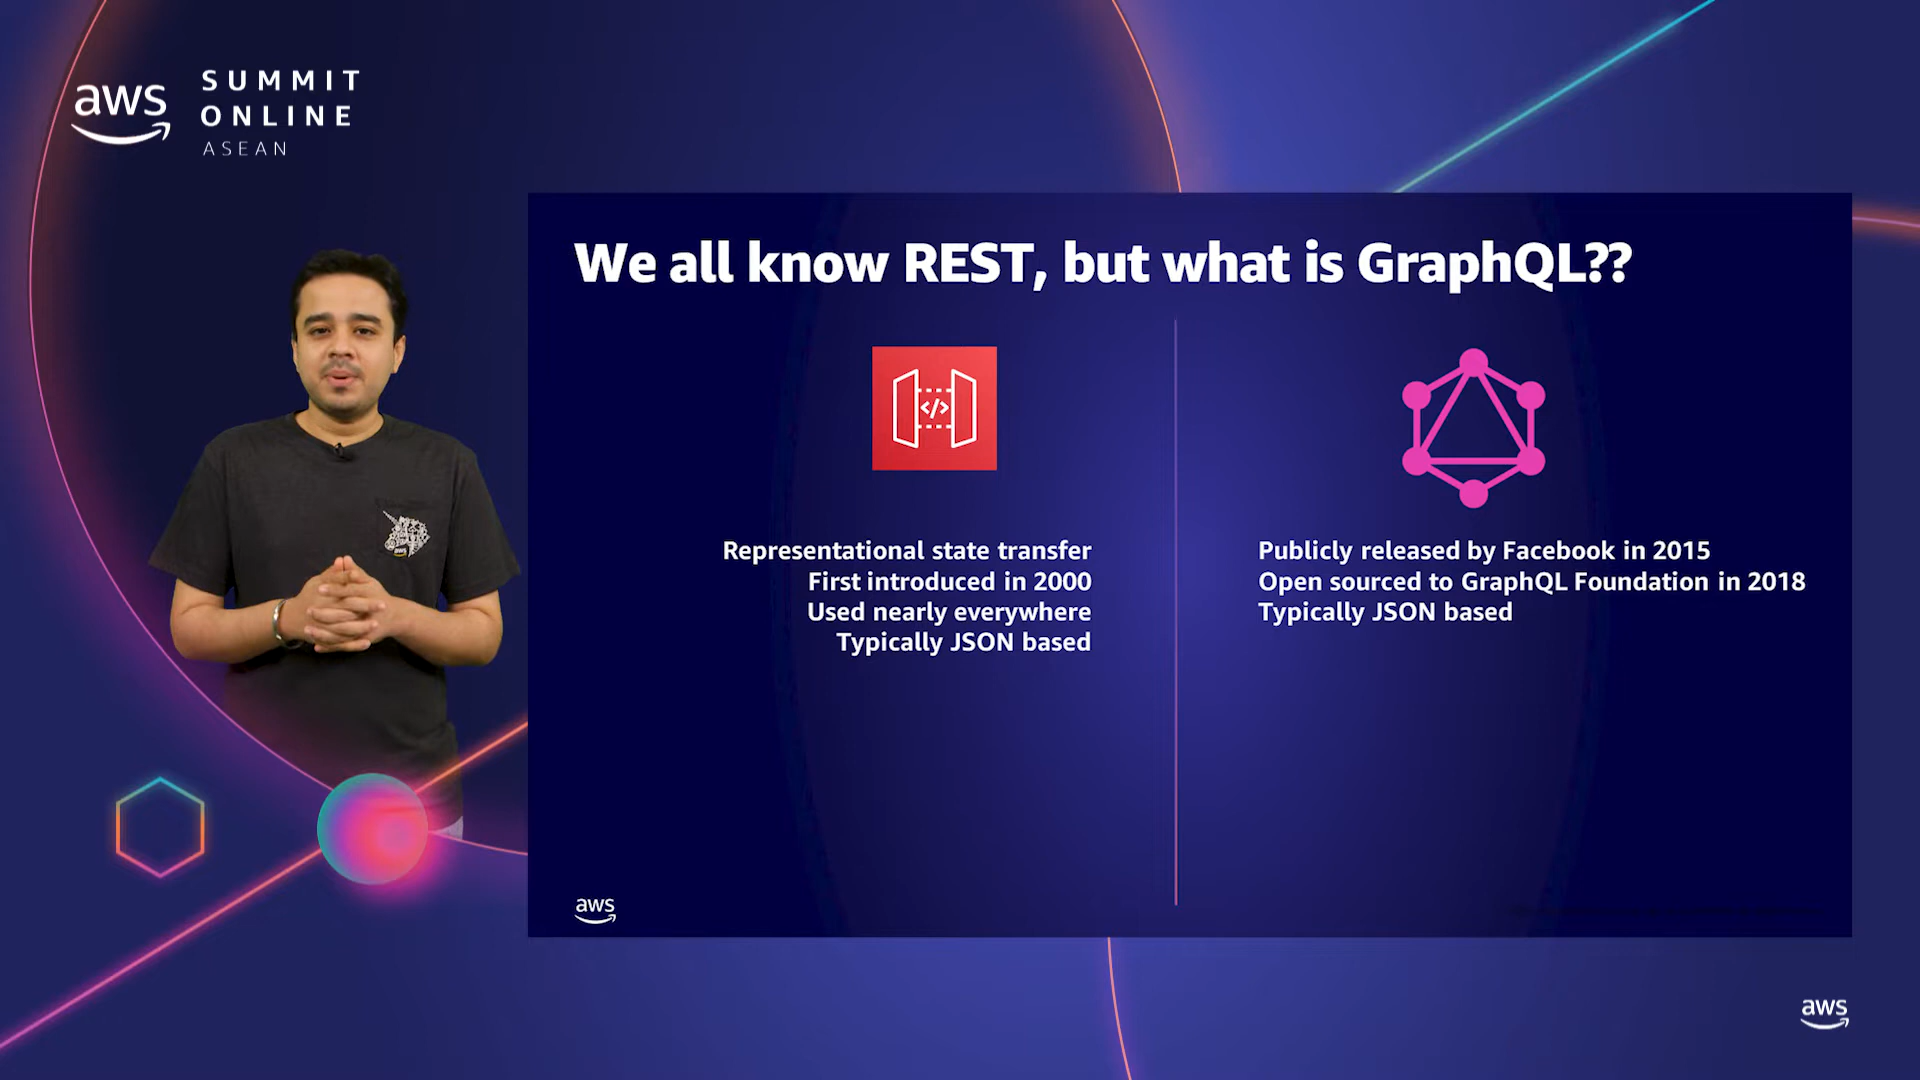 aws
SUMMIT
ONLINE
ASEAN
We all know REST, but what is GraphQL??
</>
Representational state transfer
First introduced in 2000
Used nearly everywhere
Typically JSON based
Publicly released by Facebook in 2015
Open sourced to GraphQL Foundation in 2018
Typically JSON based
aws
aws
aws